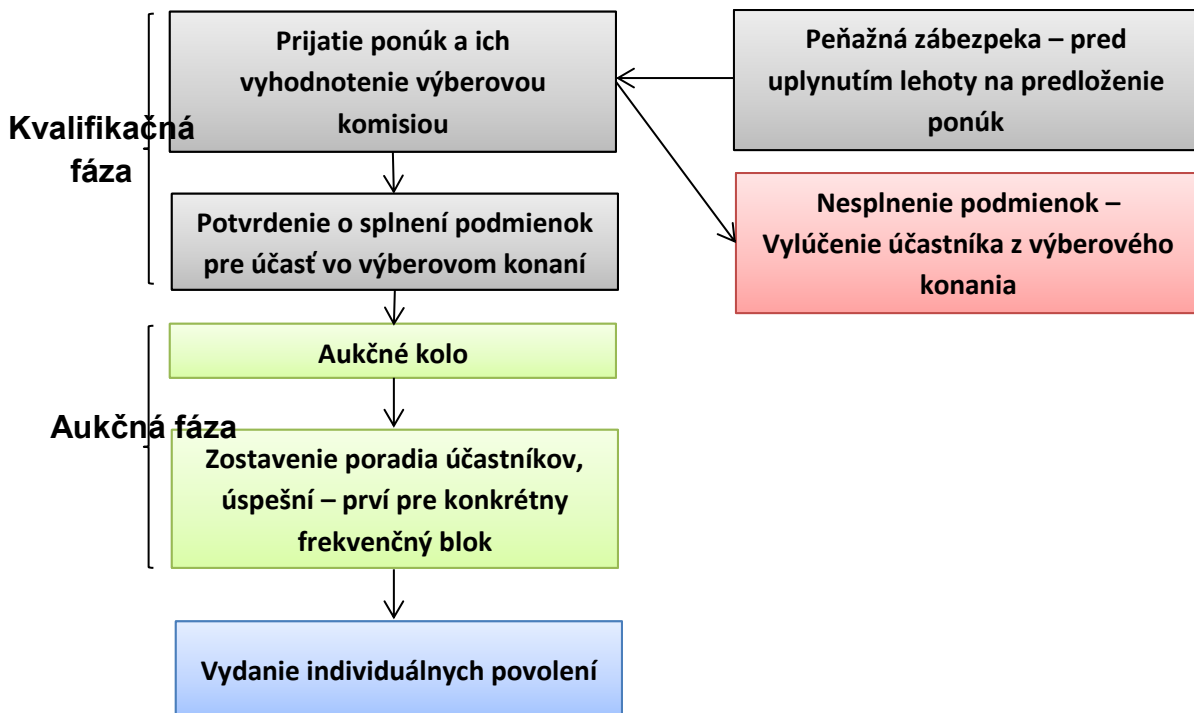 Prijatie ponúk a ich
vyhodnotenie výberovou
komisiou
Peňažná zábezpeka – pred
uplynutím lehoty na predloženie
ponúk
Kvalifikačná
fáza
Nesplnenie podmienok –
Vylúčenie účastníka z výberového
konania
Potvrdenie o splnení podmienok
pre účasť vo výberovom konaní
Aukčné kolo
Aukčná fáza
Zostavenie poradia účastníkov,
úspešní – prví pre konkrétny
frekvenčný blok
Vydanie individuálnych povolení